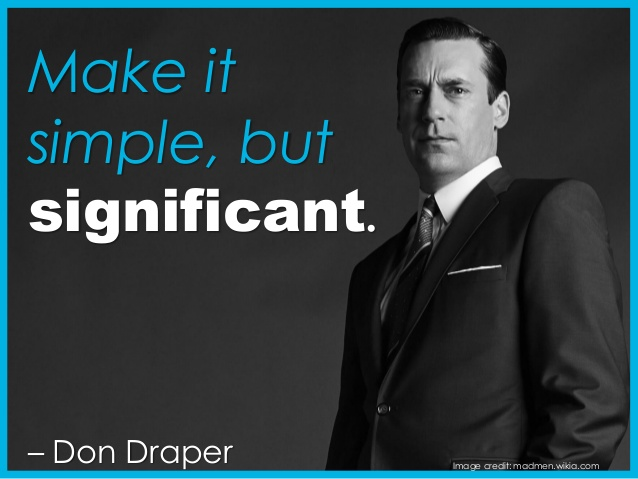 Make it
simple, but
significant.
– Don Draper
Image credit: madmen.wikia.com